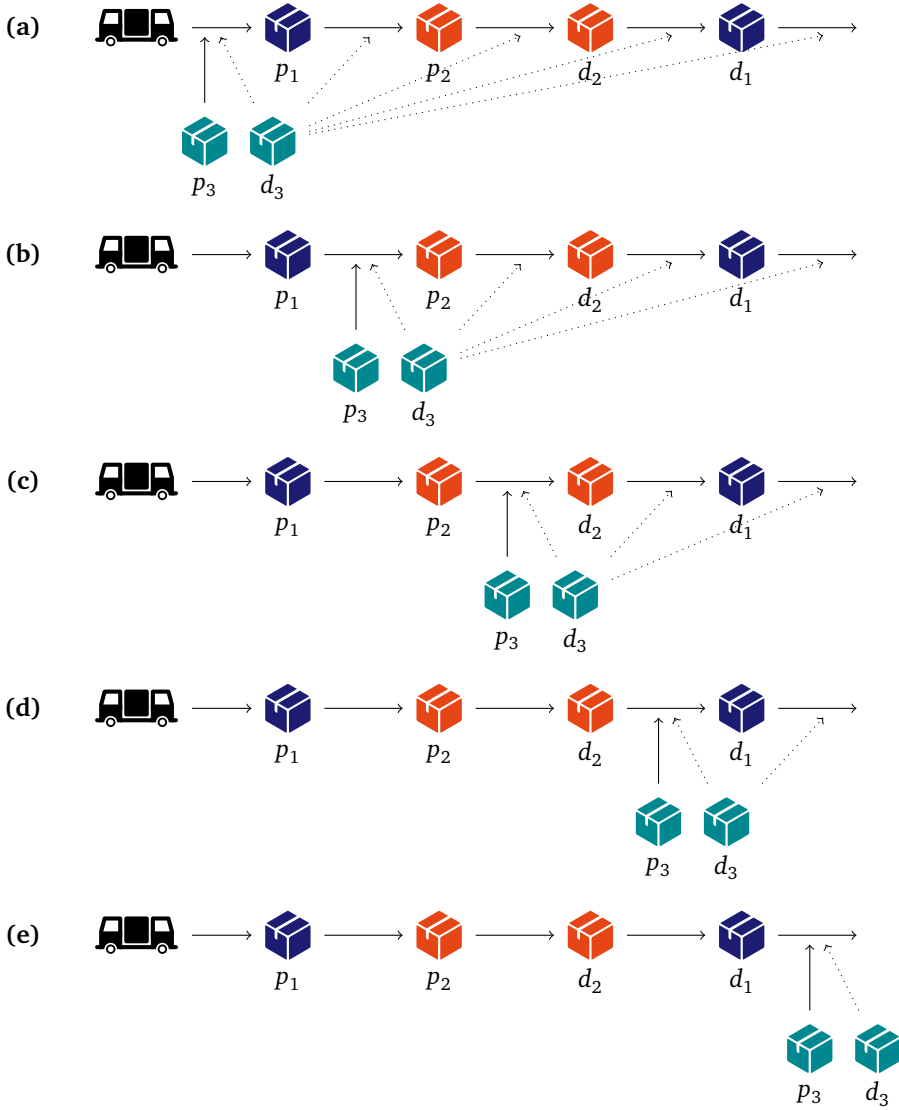 (a)
p₁ p₂ d₂ d₁
p₃ d₃
(b)
p₁ p₂ d₂ d₁
p₃ d₃
(c)
p₁ p₂ d₂ d₁
p₃ d₃
(d)
p₁ p₂ d₂ d₁
p₃ d₃
(e)
p₁ p₂ d₂ d₁
p₃ d₃